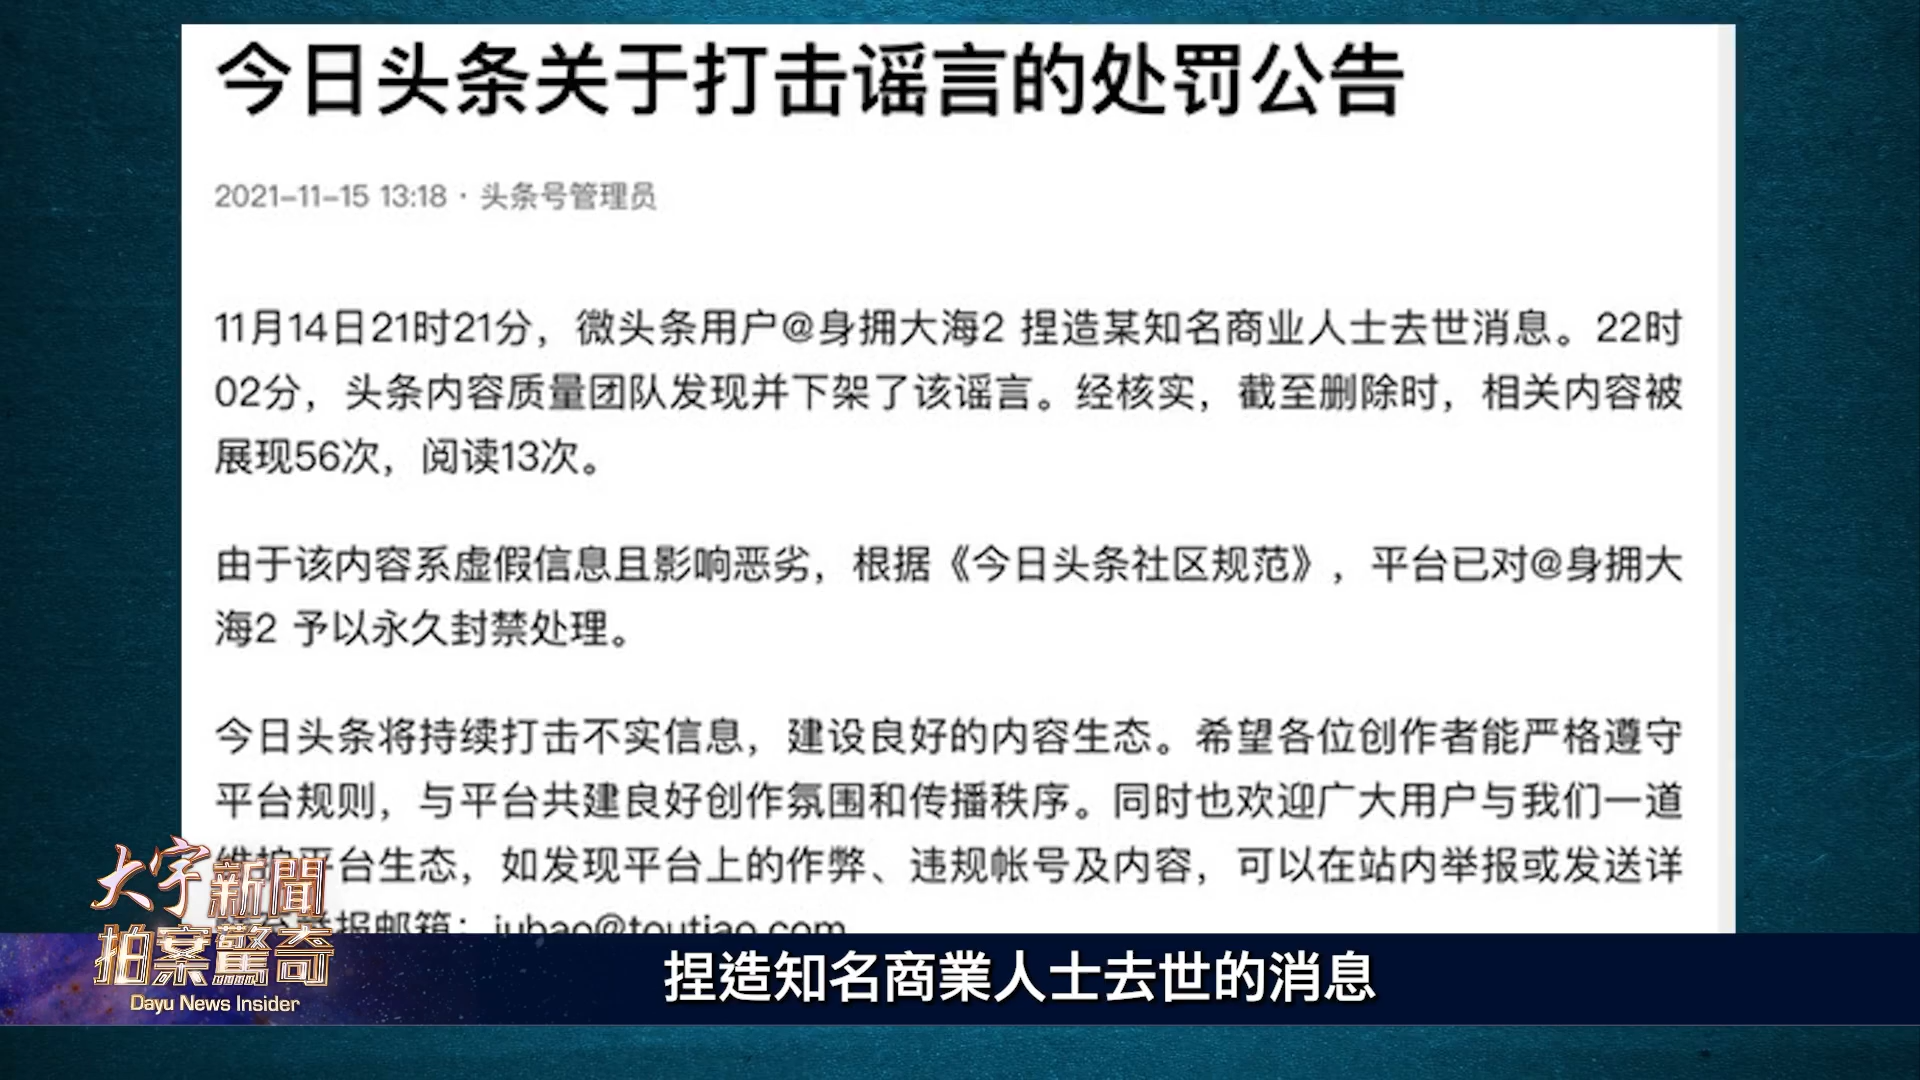 今日头条关于打击谣言的处罚公告
2021-11-15 13:18 · 头条号管理员
11月14日21时21分，微头条用户@身拥大海2 捏造某知名商业人士去世消息。22时
02分，头条内容质量团队发现并下架了该谣言。经核实，截至删除时，相关内容被
展现56次，阅读13次。
由于该内容系虚假信息且影响恶劣，根据《今日头条社区规范》，平台已对@身拥大
海2 予以永久封禁处理。
今日头条将持续打击不实信息，建设良好的内容生态。希望各位创作者能严格遵守
平台规则，与平台共建良好创作氛围和传播秩序。同时也欢迎广大用户与我们一道
维护平台生态，如发现平台上的作弊、违规帐号及内容，可以在站内举报或发送详
举报邮箱：jubao@toutiao.com
大宇新聞
拍案驚奇
Dayu News Insider
捏造知名商業人士去世的消息